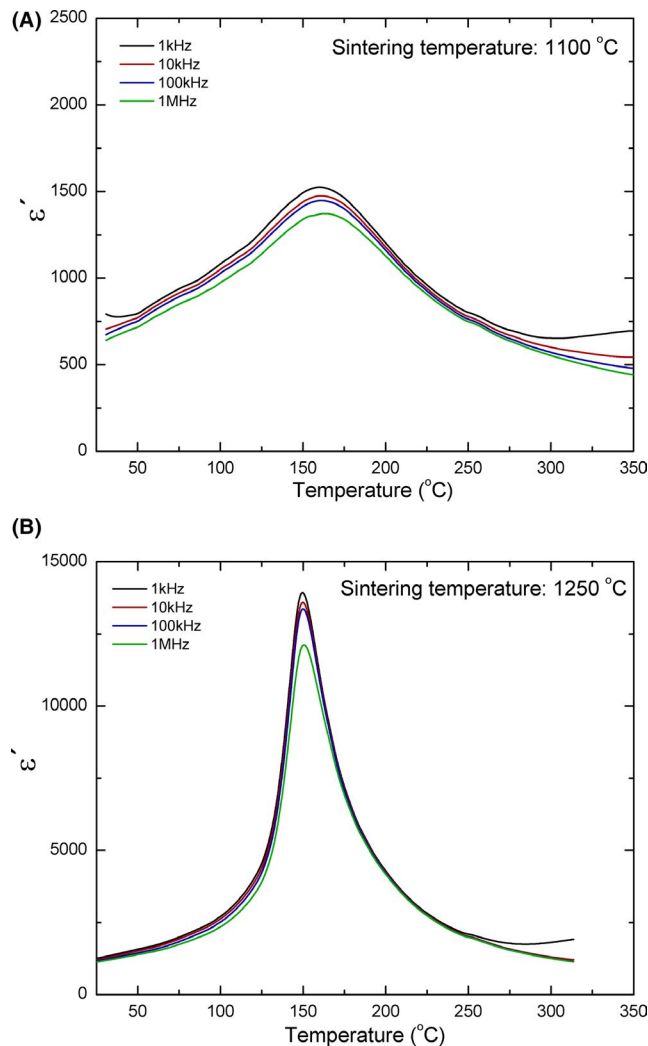 (A)
2500
2000
1500
1000
500
0
ε´
1kHz
10kHz
100kHz
1MHz
Sintering temperature: 1100 °C
50 100 150 200 250 300 350
Temperature (°C)
(B)
15000
10000
5000
0
ε´
1kHz
10kHz
100kHz
1MHz
Sintering temperature: 1250 °C
50 100 150 200 250 300 350
Temperature (°C)